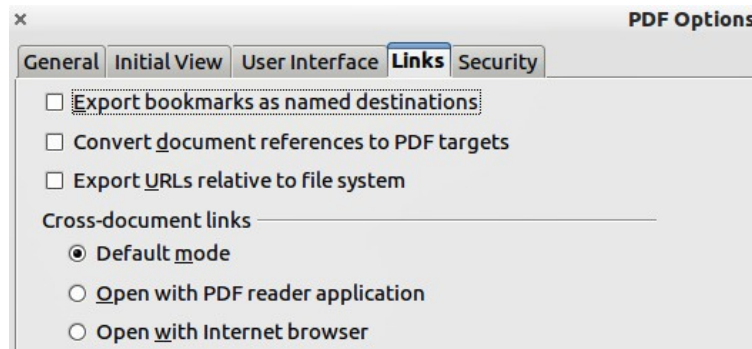 PDF Options
General Initial View User Interface Links Security
Export bookmarks as named destinations
Convert document references to PDF targets
Export URLs relative to file system
Cross-document links
Default mode
Open with PDF reader application
Open with Internet browser